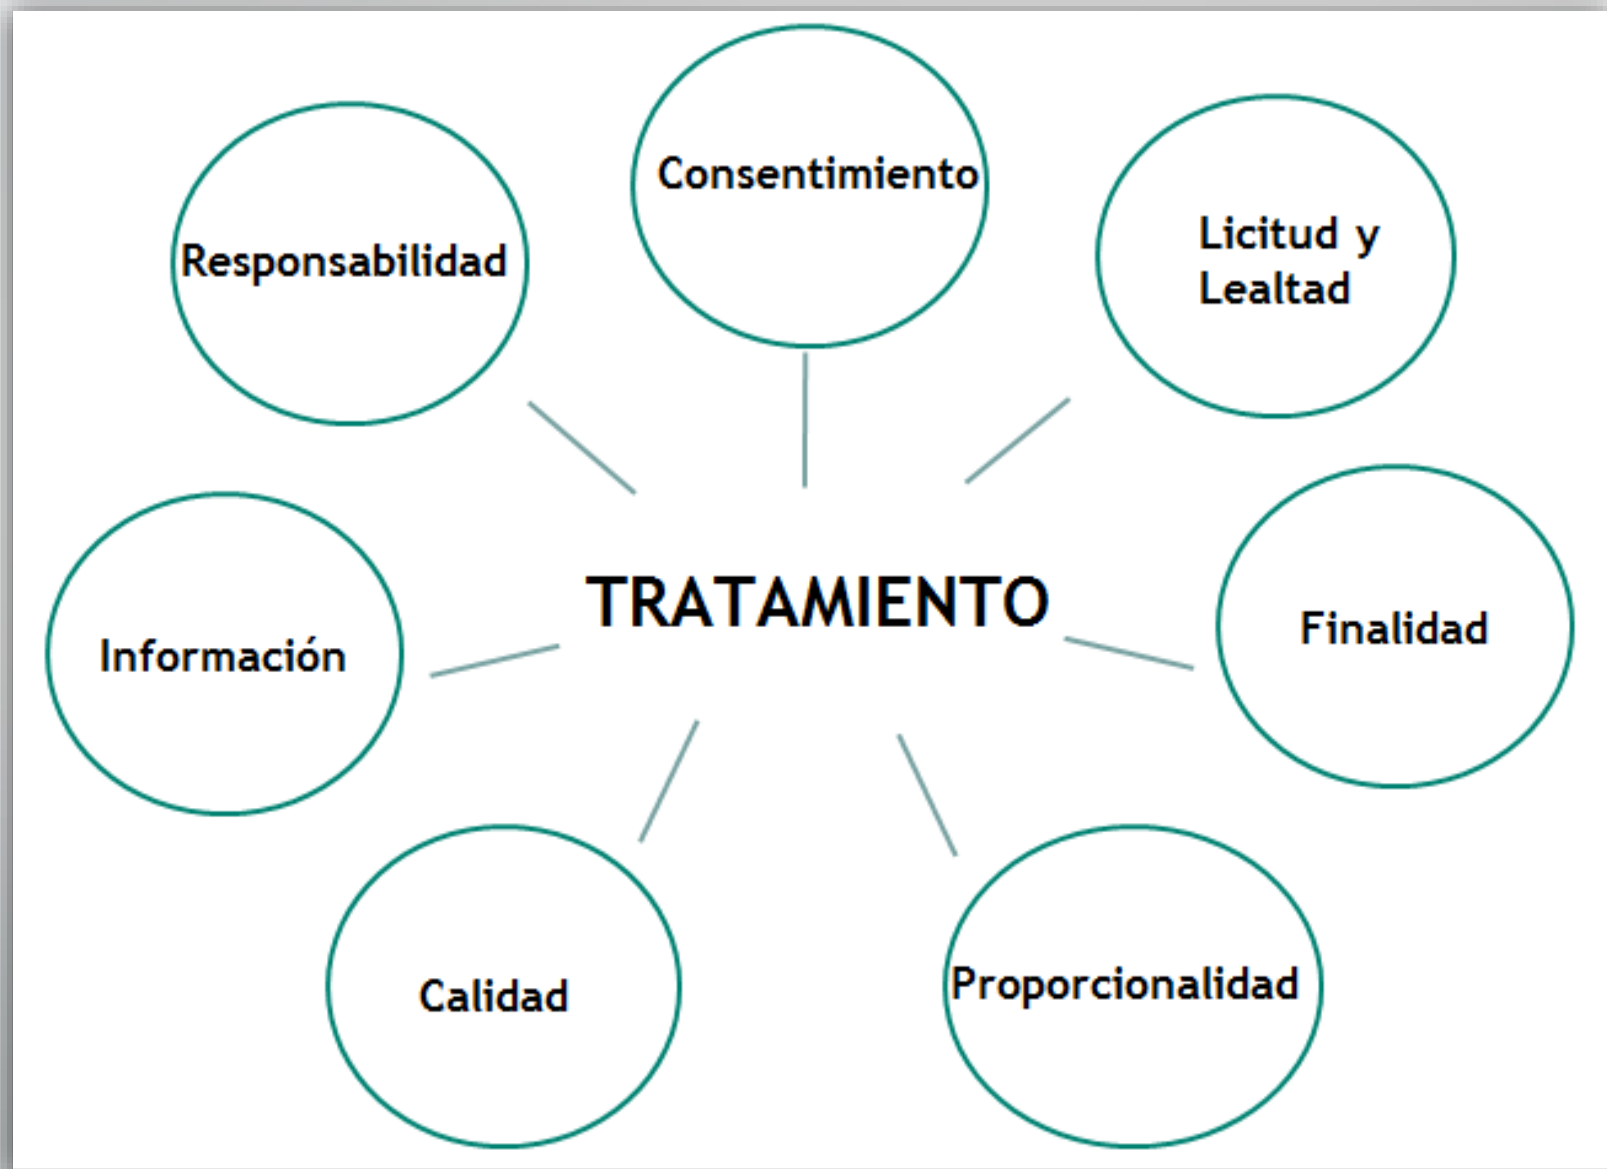 Consentimiento
Licitud y
Lealtad
Responsabilidad
TRATAMIENTO
Finalidad
Información
Proporcionalidad
Calidad